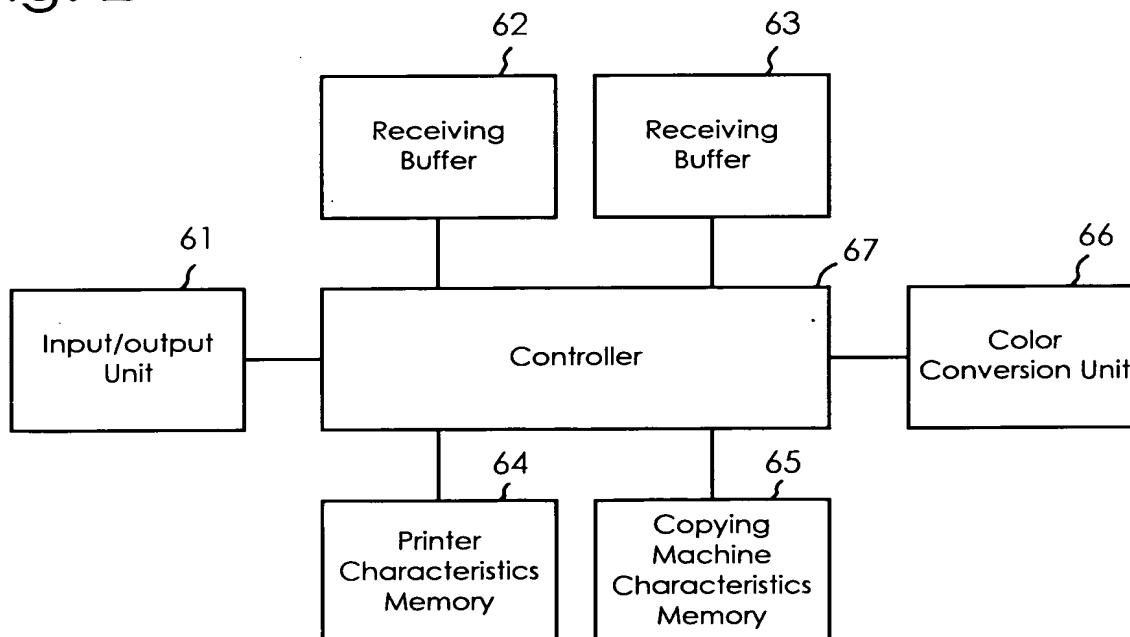 62
63
Receiving
Buffer
Receiving
Buffer
61
67
66
Input/output
Unit
Controller
Color
Conversion Unit
64
65
Printer
Characteristics
Memory
Copying
Machine
Characteristics
Memory